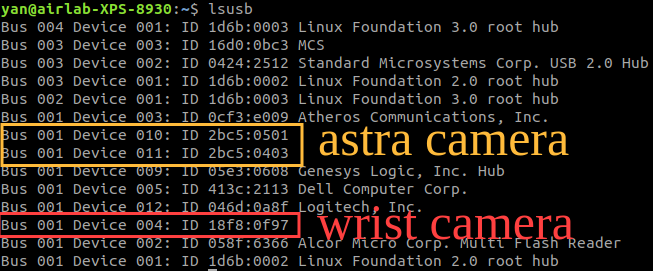 yan@airlab-XPS-8930:~$ lsusb
Bus 004 Device 001: ID 1d6b:0003 Linux Foundation 3.0 root hub
Bus 003 Device 003: ID 16d0:0bc3 MCS
Bus 003 Device 002: ID 0424:2512 Standard Microsystems Corp. USB 2.0 Hub
Bus 003 Device 001: ID 1d6b:0002 Linux Foundation 2.0 root hub
Bus 002 Device 001: ID 1d6b:0003 Linux Foundation 3.0 root hub
Bus 001 Device 003: ID 0cf3:e009 Atheros Communications, Inc.
Bus 001 Device 010: ID 2bc5:0501
Bus 001 Device 011: ID 2bc5:0403
astra camera
Bus 001 Device 009: ID 05e3:0608 Genesys Logic, Inc. Hub
Bus 001 Device 005: ID 413c:2113 Dell Computer Corp.
Bus 001 Device 012: ID 046d:0a8f Logitech, Inc.
Bus 001 Device 004: ID 18f8:0f97
wrist camera
Bus 001 Device 002: ID 058f:6366 Alcor Micro Corp. Multi Flash Reader
Bus 001 Device 001: ID 1d6b:0002 Linux Foundation 2.0 root hub